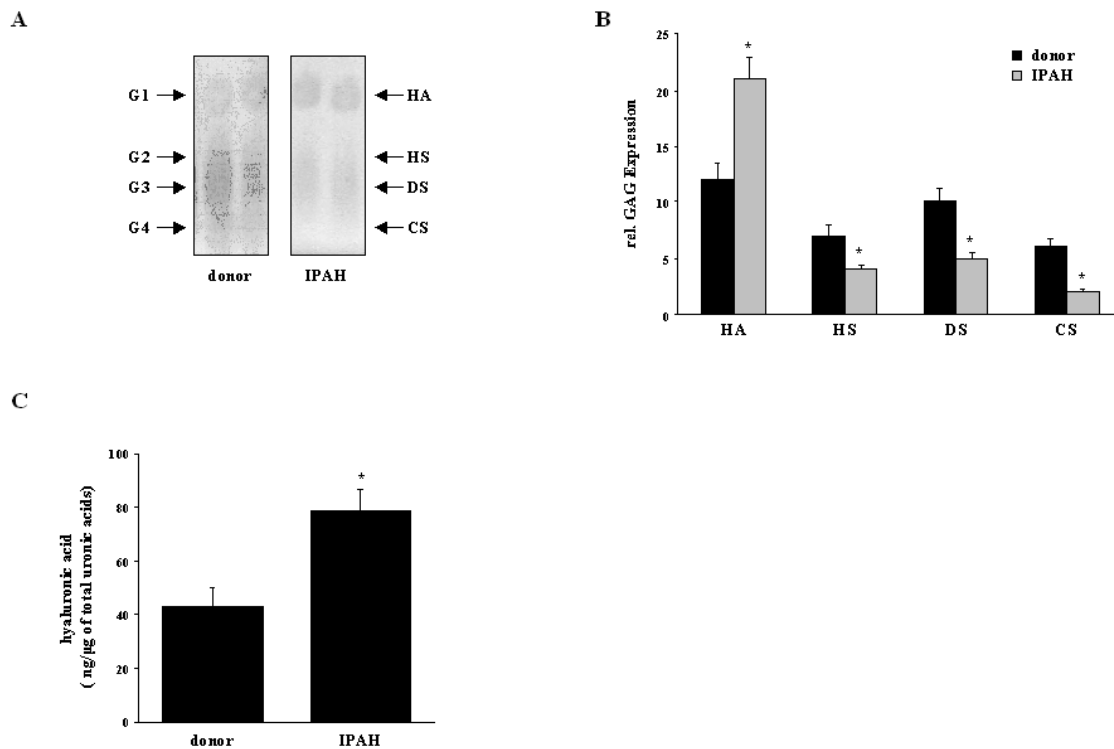 A
G1
G2
G3
G4
HA
HS
DS
CS
donor
IPAH
B
rel. GAG Expression
25
20
15
10
5
0
*
*
*
*
donor
IPAH
HA
HS
DS
CS
C
hyaluronic acid
( ng/µg of total uronic acids)
100
80
60
40
20
0
*
donor
IPAH